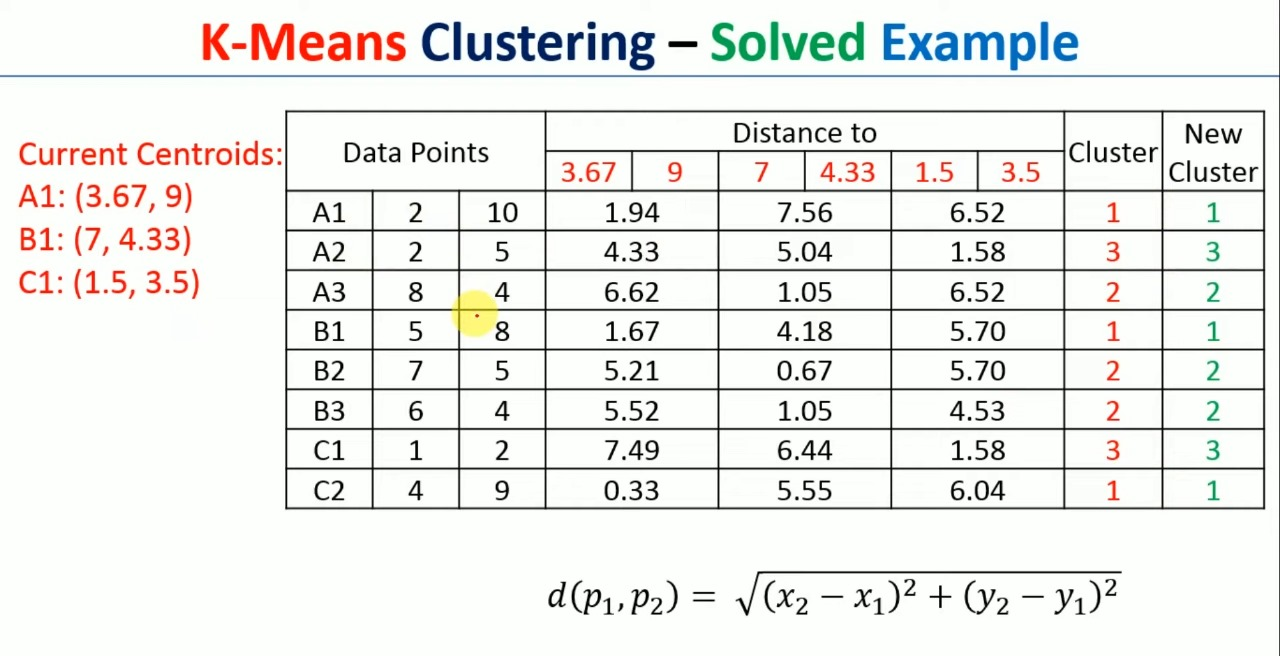 K-Means Clustering – Solved Example
Current Centroids:
A1: (3.67, 9)
B1: (7, 4.33)
C1: (1.5, 3.5)
Data Points Distance to Cluster New Cluster
3.67 9 7 4.33 1.5 3.5
A1 2 10 1.94 7.56 6.52 1 1
A2 2 5 4.33 5.04 1.58 3 3
A3 8 4 6.62 1.05 6.52 2 2
B1 5 8 1.67 4.18 5.70 1 1
B2 7 5 5.21 0.67 5.70 2 2
B3 6 4 5.52 1.05 4.53 2 2
C1 1 2 7.49 6.44 1.58 3 3
C2 4 9 0.33 5.55 6.04 1 1
d(p₁, p₂) = √(x₂ − x₁)² + (y₂ − y₁)²